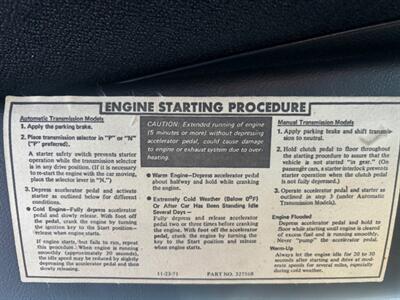 ENGINE STARTING PROCEDURE
Automatic Transmission Models
1. Apply the parking brake.
2. Place transmission selector in "P" or "N"
("P" preferred).
A starter safety switch prevents starter
operation while the transmission selector
is in any drive position. (If it is necessary
to re-start the engine with the car moving,
place the selector in "N.")
3. Depress accelerator pedal and activate
starter as outlined below for different
conditions.
● Cold Engine–Fully depress accelerator
pedal and slowly release. With foot off
the pedal, crank the engine by turning
the ignition key to the Start position—
release when engine starts.
If engine starts, but fails to run, repeat
this procedure. When engine is running
smoothly (approximately 20 seconds),
the idle speed may be reduced by slightly
depressing the accelerator pedal and then
slowly releasing.
CAUTION: Extended running of engine
(5 minutes or more) without depressing
accelerator pedal, could cause damage
to engine or exhaust system due to over-
heating.
● Warm Engine–Depress accelerator pedal
about halfway and hold while cranking
the engine.
● Extremely Cold Weather (Below 0°F)
Or After Car Has Been Standing Idle
Several Days –
Fully depress and release accelerator
pedal two or three times before cranking
the engine. With foot off the accelerator
pedal, crank the engine by turning the
key to the Start position and release
when engine starts.
11-23-71 PART NO.
Manual Transmission Models
1. Apply parking brake and shift transmis-
sion to neutral.
2. Hold clutch pedal to floor throughout
the starting procedure to assure that the
vehicle is not started "in gear." (On
passenger cars, a starter interlock prevents
starter operation when the clutch pedal
is not fully depressed.)
3. Operate accelerator pedal and starter as
outlined in step 3 (under Automatic
Transmission Models).
Engine Flooded
Depress accelerator pedal and hold to
floor while starting until engine is cleared
of excess fuel and is running smoothly.
Never "pump" the accelerator pedal.
Warm-Up
Always let the engine idle for 20 to 30
seconds after starting and drive at mod-
erate speeds for several miles, especially
during cold weather.